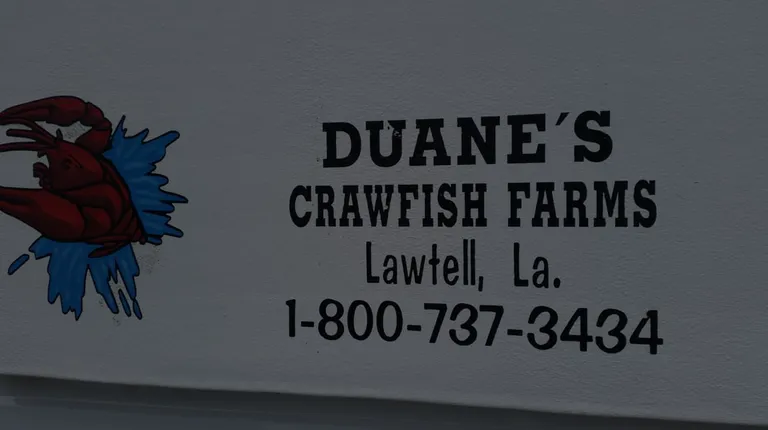 DUANE'S
CRAWFISH FARMS
Lawtell, La.
1-800-737-3434